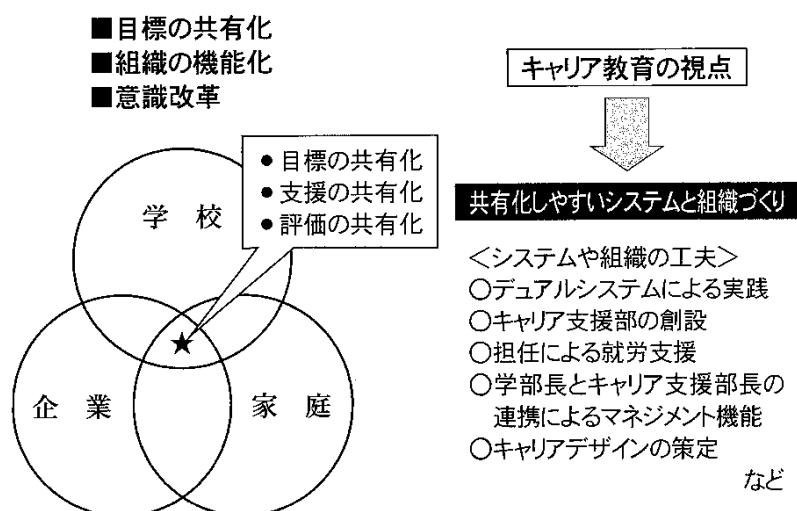 ■目標の共有化
■組織の機能化
■意識改革
●目標の共有化
●支援の共有化
●評価の共有化
学 校
★
企 業
家 庭
キャリア教育の視点
共有化しやすいシステムと組織づくり
<システムや組織の工夫>
○デュアルシステムによる実践
○キャリア支援部の創設
○担任による就労支援
○学部長とキャリア支援部長の
連携によるマネジメント機能
○キャリアデザインの策定
など